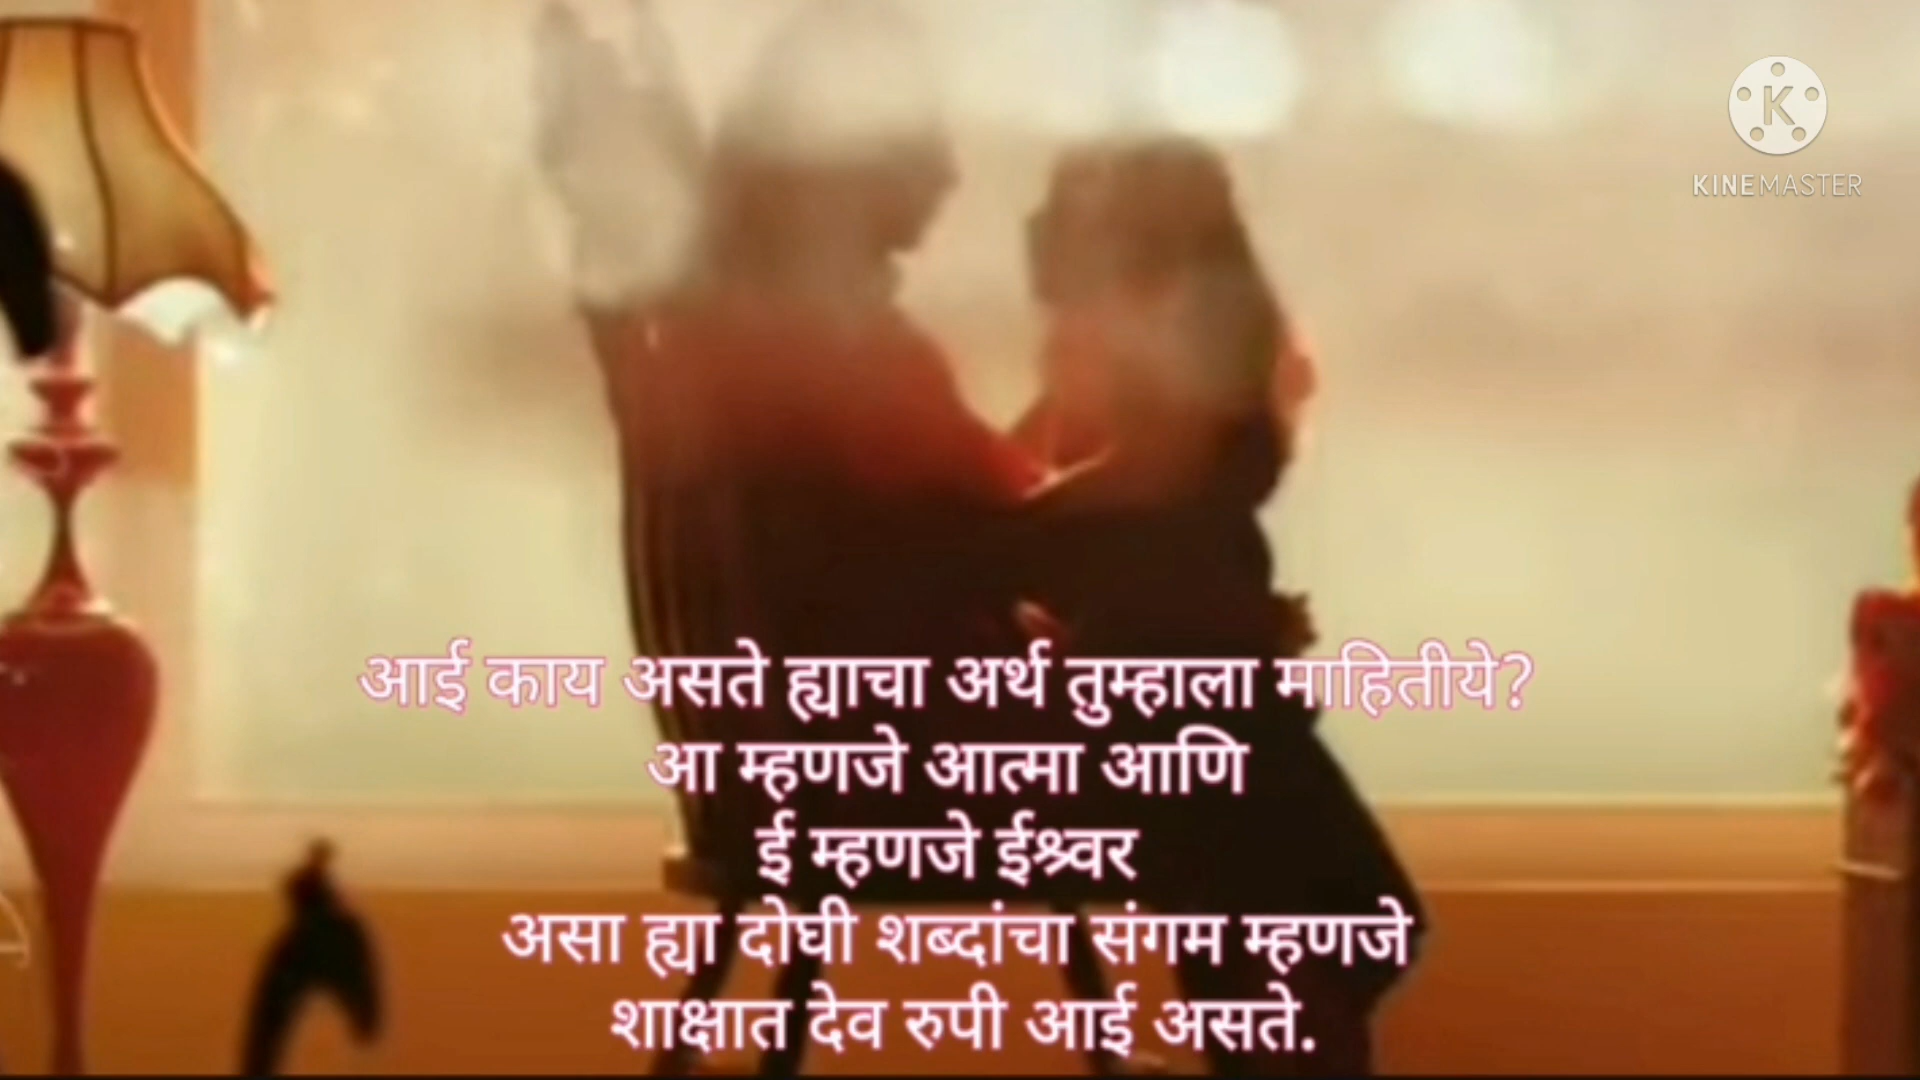 KINEMASTER
आई काय असते ह्याचा अर्थ तुम्हाला माहितीये?
आ म्हणजे आत्मा आणि
ई म्हणजे ईश्र्वर
असा ह्या दोघी शब्दांचा संगम म्हणजे
शाक्षात देव रुपी आई असते.